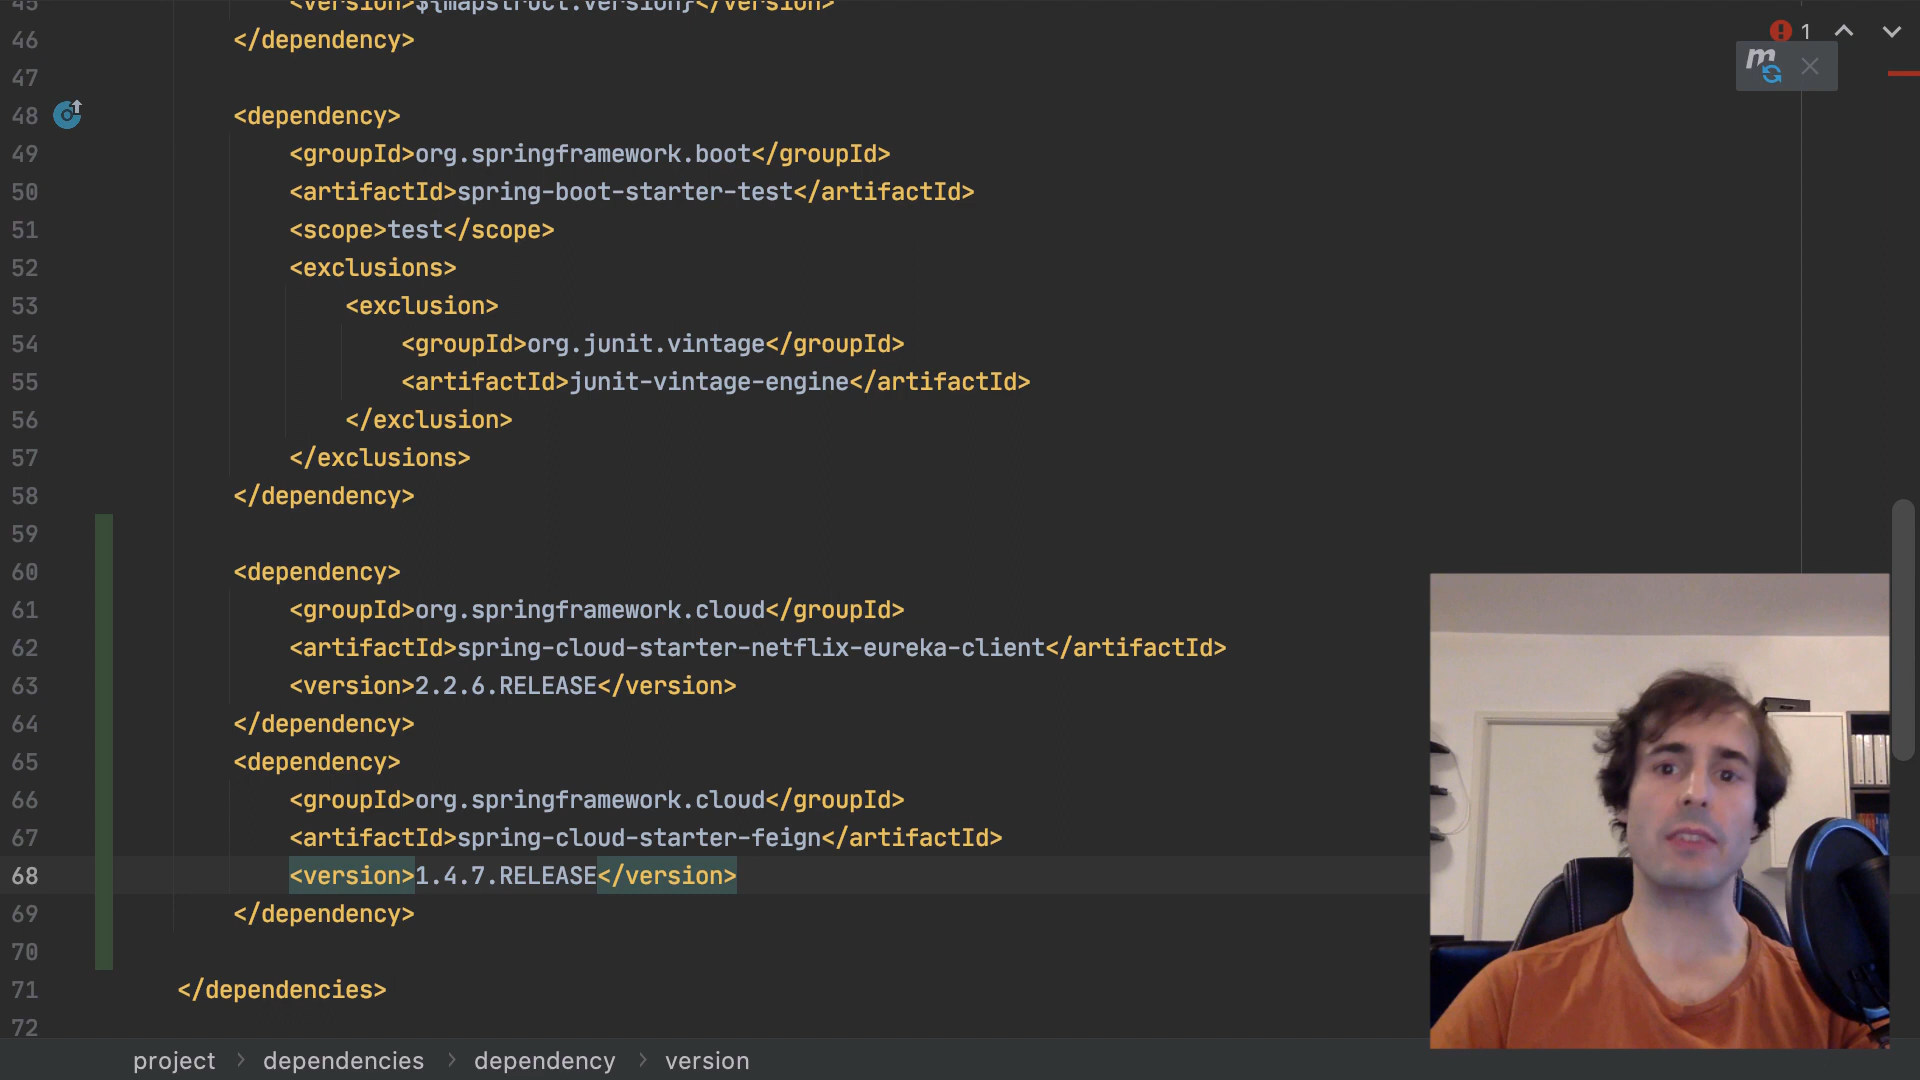 45 <version>${mapstruct.version}</version>
46 </dependency>
1
m
47
48 <dependency>
49 <groupId>org.springframework.boot</groupId>
50 <artifactId>spring-boot-starter-test</artifactId>
51 <scope>test</scope>
52 <exclusions>
53 <exclusion>
54 <groupId>org.junit.vintage</groupId>
55 <artifactId>junit-vintage-engine</artifactId>
56 </exclusion>
57 </exclusions>
58 </dependency>
59
60 <dependency>
61 <groupId>org.springframework.cloud</groupId>
62 <artifactId>spring-cloud-starter-netflix-eureka-client</artifactId>
63 <version>2.2.6.RELEASE</version>
64 </dependency>
65 <dependency>
66 <groupId>org.springframework.cloud</groupId>
67 <artifactId>spring-cloud-starter-feign</artifactId>
68 <version>1.4.7.RELEASE</version>
69 </dependency>
70
71 </dependencies>
72
project > dependencies > dependency > version